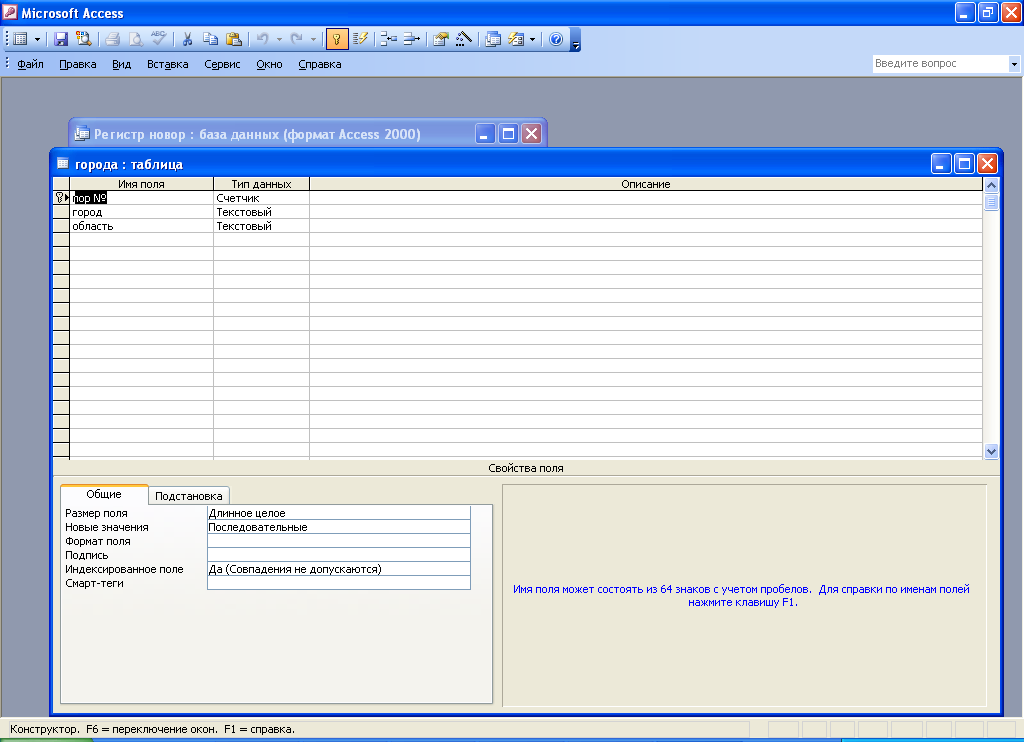 Microsoft Access
Файл Правка Вид Вставка Сервис Окно Справка
Введите вопрос
Регистр новор : база данных (формат Access 2000)
города : таблица
Имя поля Тип данных Описание
пор № Счетчик
город Текстовый
область Текстовый
Свойства поля
Общие Подстановка
Размер поля Длинное целое
Новые значения Последовательные
Формат поля
Подпись
Индексированное поле Да (Совпадения не допускаются)
Смарт-теги
Имя поля может состоять из 64 знаков с учетом пробелов. Для справки по именам полей
нажмите клавишу F1.
Конструктор. F6 = переключение окон. F1 = справка.